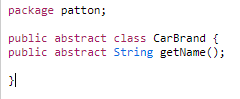 package patton;
public abstract class CarBrand {
public abstract String getName();
}